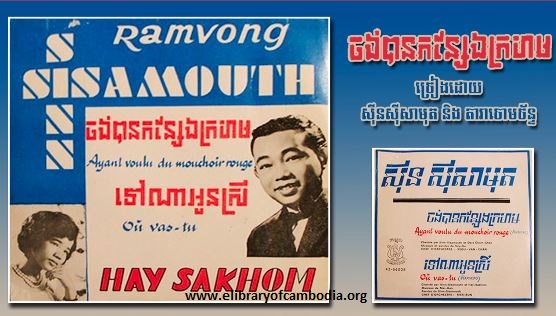 Ramvong
SINN
SISAMOUTH
ចង់បានកន្សែងក្រហម
Ayant voulu du mouchoir rouge
ទៅណាអូនស្រី
Où vas-tu
HAY SAKHOM
www.elibraryofcambodia.org
ចង់បានកន្សែងក្រហម
ច្រៀងដោយ
ស៊ីនស៊ីសាមុត និង តារាចោមច័ន្ទ
ស៊ីន ស៊ីសាមុត
ចង់បានកន្សែងក្រហម
Ayant voulu du mouchoir rouge
ទៅណាអូនស្រី
Où vas-tu